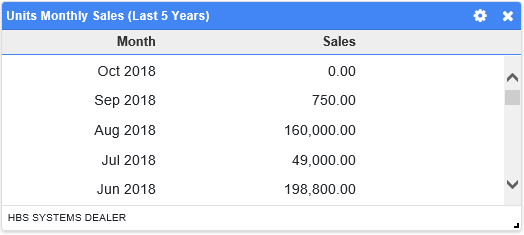 Units Monthly Sales (Last 5 Years)
Month Sales
Oct 2018 0.00
Sep 2018 750.00
Aug 2018 160,000.00
Jul 2018 49,000.00
Jun 2018 198,800.00
HBS SYSTEMS DEALER